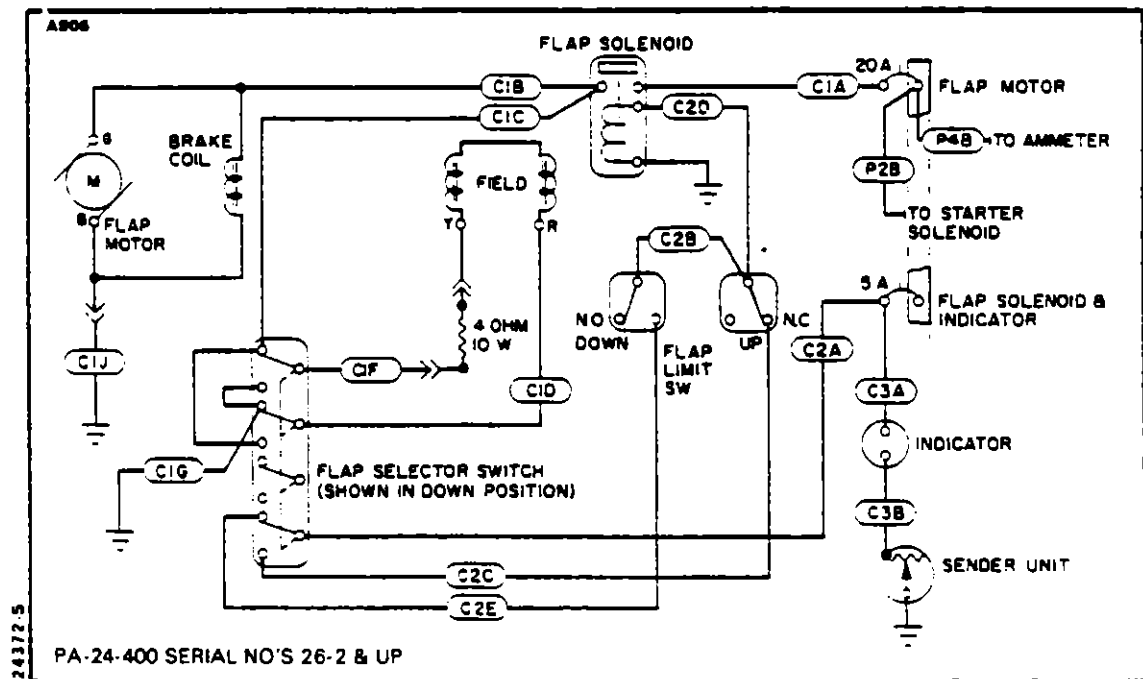 A906
FLAP SOLENOID
20A
C1B
C1A
FLAP MOTOR
C1C
C2D
G
BRAKE
COIL
P4B
TO AMMETER
M
FIELD
P2B
B
FLAP
MOTOR
Y
R
TO STARTER
SOLENOID
C2B
5A
FLAP SOLENOID &
INDICATOR
4 OHM
10 W
N.O
DOWN
N.C
UP
FLAP
LIMIT
SW
C2A
C1J
C1F
C1D
C3A
INDICATOR
C1G
FLAP SELECTOR SWITCH
(SHOWN IN DOWN POSITION)
C3B
C2C
SENDER UNIT
C2E
24372-5
PA-24-400 SERIAL NO'S 26-2 & UP